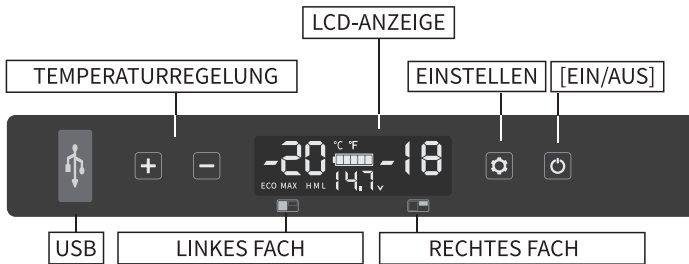 LCD-ANZEIGE
TEMPERATURREGELUNG
EINSTELLEN
[EIN/AUS]
-20 °C °F -18
ECO MAX H M L 14.7v
USB
LINKES FACH
RECHTES FACH